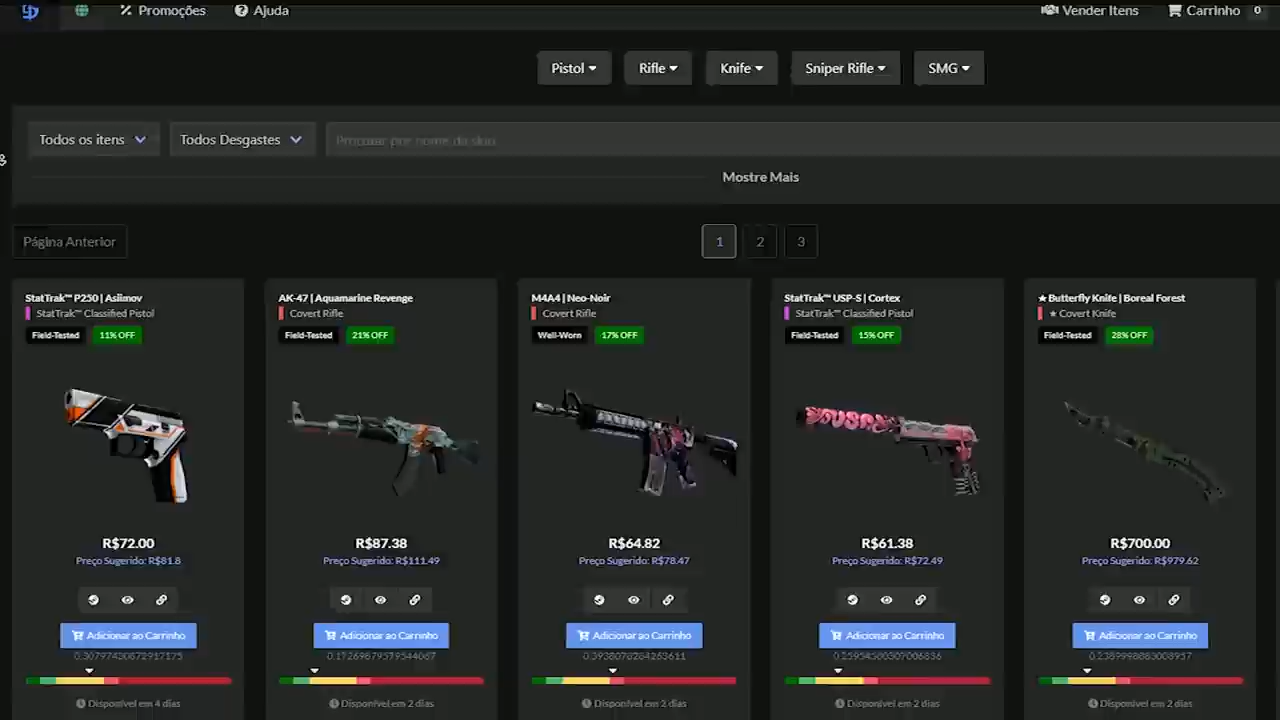 Promoções Ajuda Vender Itens Carrinho 0
Pistol Rifle Knife Sniper Rifle SMG
Todos os itens Todos Desgastes Procurar por nome da skin
Mostre Mais
Página Anterior 1 2 3
StatTrak™ P250 | Asiimov
StatTrak™ Classified Pistol
Field-Tested 11% OFF
R$72.00
Preço Sugerido: R$81.8
Adicionar ao Carrinho
Disponível em 4 dias
AK-47 | Aquamarine Revenge
Covert Rifle
Field-Tested 21% OFF
R$87.38
Preço Sugerido: R$111.49
Adicionar ao Carrinho
Disponível em 2 dias
M4A4 | Neo-Noir
Covert Rifle
Well-Worn 17% OFF
R$64.82
Preço Sugerido: R$78.47
Adicionar ao Carrinho
Disponível em 2 dias
StatTrak™ USP-S | Cortex
StatTrak™ Classified Pistol
Field-Tested 15% OFF
R$61.38
Preço Sugerido: R$72.49
Adicionar ao Carrinho
Disponível em 2 dias
★ Butterfly Knife | Boreal Forest
★ Covert Knife
Field-Tested 28% OFF
R$700.00
Preço Sugerido: R$979.62
Adicionar ao Carrinho
Disponível em 2 dias